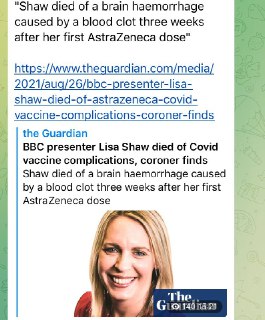 "Shaw died of a brain haemorrhage
caused by a blood clot three weeks
after her first AstraZeneca dose"
https://www.theguardian.com/media/
2021/aug/26/bbc-presenter-lisa-
shaw-died-of-astrazeneca-covid-
vaccine-complications-coroner-finds
the Guardian
BBC presenter Lisa Shaw died of Covid
vaccine complications, coroner finds
Shaw died of a brain haemorrhage
caused by a blood clot three weeks
after her first AstraZeneca dose
The